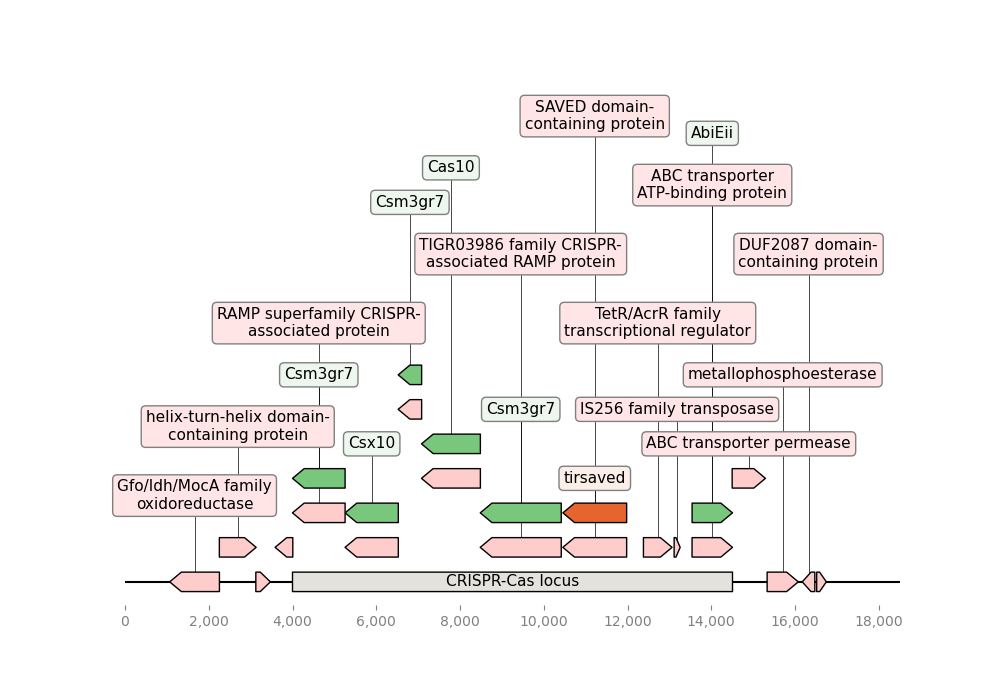 SAVED domain-
containing protein
AbiEii
Cas10
ABC transporter
ATP-binding protein
Csm3gr7
TIGR03986 family CRISPR-
associated RAMP protein
DUF2087 domain-
containing protein
RAMP superfamily CRISPR-
associated protein
TetR/AcrR family
transcriptional regulator
Csm3gr7
metallophosphoesterase
helix-turn-helix domain-
containing protein
Csm3gr7
IS256 family transposase
Csx10
ABC transporter permease
Gfo/Idh/MocA family
oxidoreductase
tirsaved
CRISPR-Cas locus
0
2,000
4,000
6,000
8,000
10,000
12,000
14,000
16,000
18,000